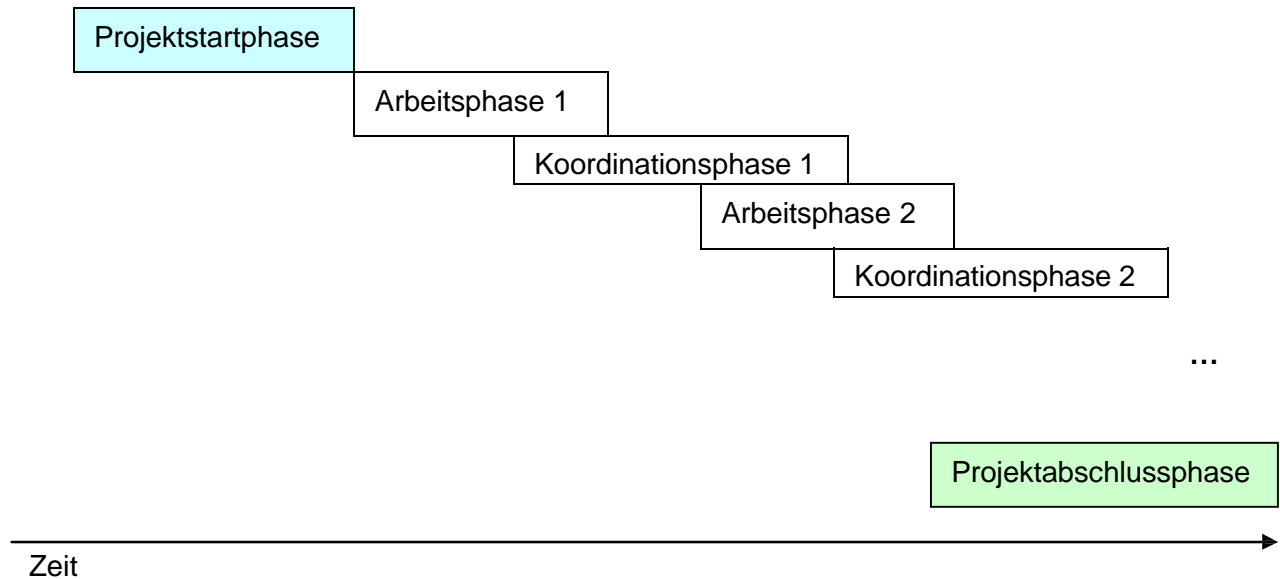 Projektstartphase
Arbeitsphase 1
Koordinationsphase 1
Arbeitsphase 2
Koordinationsphase 2
...
Projektabschlussphase
Zeit